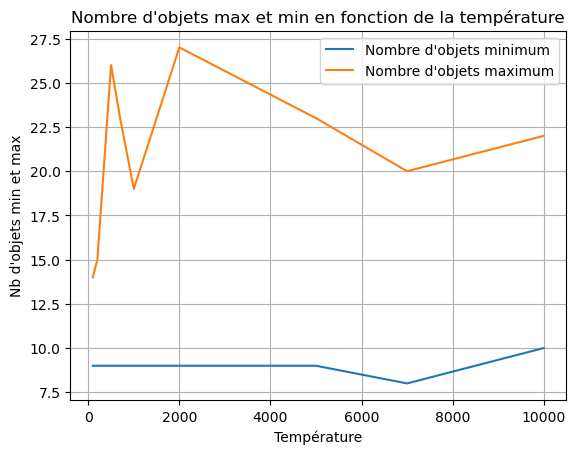 Nombre d'objets max et min en fonction de la température
Nombre d'objets minimum
Nombre d'objets maximum
Nb d'objets min et max
27.5
25.0
22.5
20.0
17.5
15.0
12.5
10.0
7.5
0 2000 4000 6000 8000 10000
Température